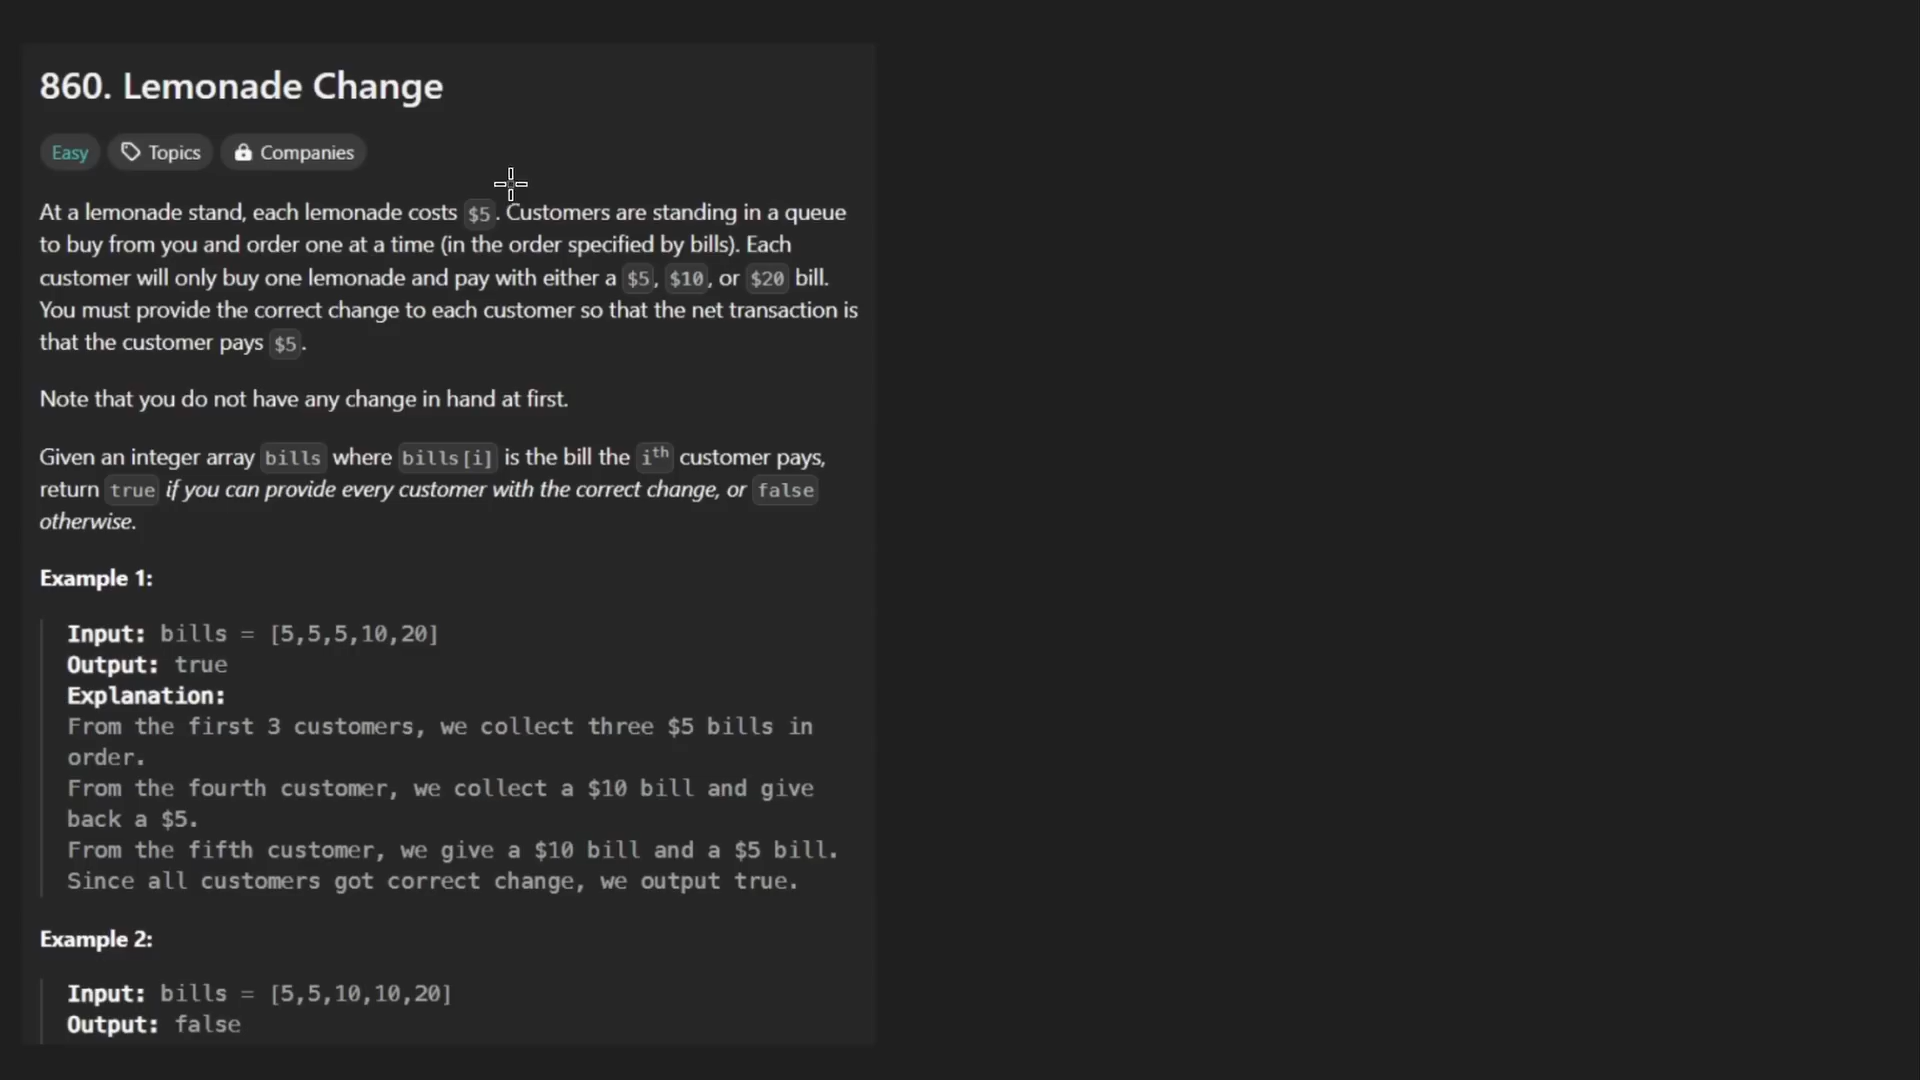 860. Lemonade Change
Easy Topics Companies
At a lemonade stand, each lemonade costs $5. Customers are standing in a queue
to buy from you and order one at a time (in the order specified by bills). Each
customer will only buy one lemonade and pay with either a $5, $10, or $20 bill.
You must provide the correct change to each customer so that the net transaction is
that the customer pays $5.
Note that you do not have any change in hand at first.
Given an integer array bills where bills[i] is the bill the ith customer pays,
return true if you can provide every customer with the correct change, or false
otherwise.
Example 1:
Input: bills = [5,5,5,10,20]
Output: true
Explanation:
From the first 3 customers, we collect three $5 bills in
order.
From the fourth customer, we collect a $10 bill and give
back a $5.
From the fifth customer, we give a $10 bill and a $5 bill.
Since all customers got correct change, we output true.
Example 2:
Input: bills = [5,5,10,10,20]
Output: false